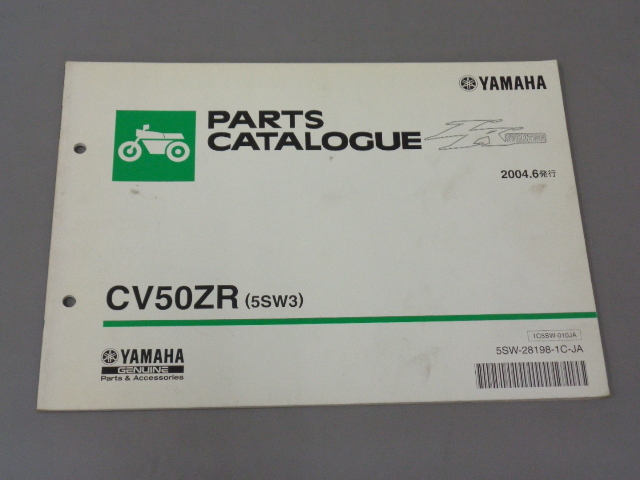 YAMAHA
PARTS
CATALOGUE
2004.6発行
CV50ZR (5SW3)
1C5SW-010JA
YAMAHA
GENUINE
Parts & Accessories
5SW-28198-1C-JA